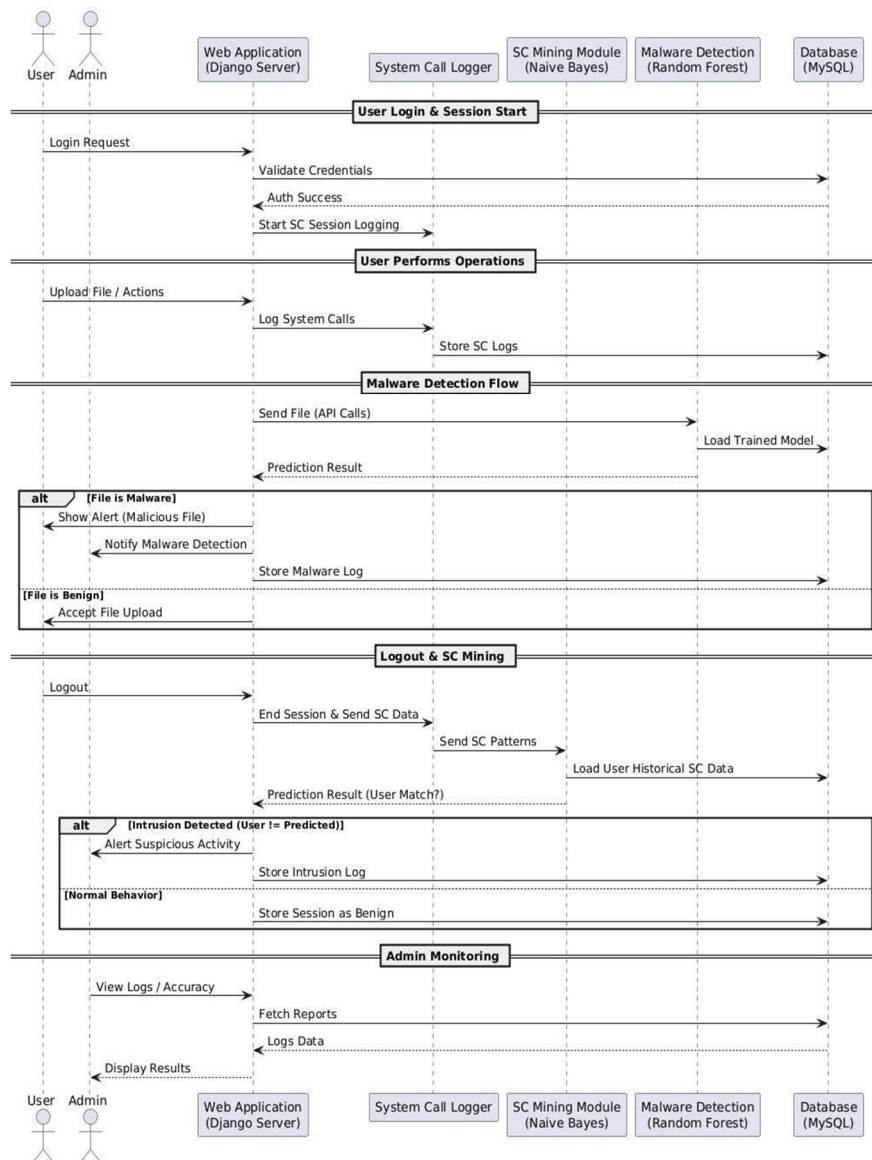 User
Admin
Web Application
(Django Server)
System Call Logger
SC Mining Module
(Naive Bayes)
Malware Detection
(Random Forest)
Database
(MySQL)
User Login & Session Start
Login Request
Validate Credentials
Auth Success
Start SC Session Logging
User Performs Operations
Upload File / Actions
Log System Calls
Store SC Logs
Malware Detection Flow
Send File (API Calls)
Load Trained Model
Prediction Result
alt [File is Malware]
Show Alert (Malicious File)
Notify Malware Detection
Store Malware Log
[File is Benign]
Accept File Upload
Logout & SC Mining
Logout
End Session & Send SC Data
Send SC Patterns
Load User Historical SC Data
Prediction Result (User Match?)
alt [Intrusion Detected (User != Predicted)]
Alert Suspicious Activity
Store Intrusion Log
[Normal Behavior]
Store Session as Benign
Admin Monitoring
View Logs / Accuracy
Fetch Reports
Logs Data
Display Results
User
Admin
Web Application
(Django Server)
System Call Logger
SC Mining Module
(Naive Bayes)
Malware Detection
(Random Forest)
Database
(MySQL)